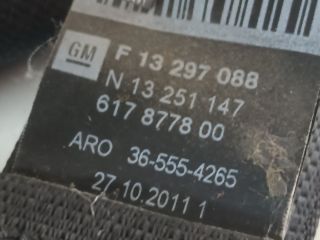 GM F 13 297 088
N 13 251 147
617 8778 00
ARO 36-555-4265
27.10.2011 1